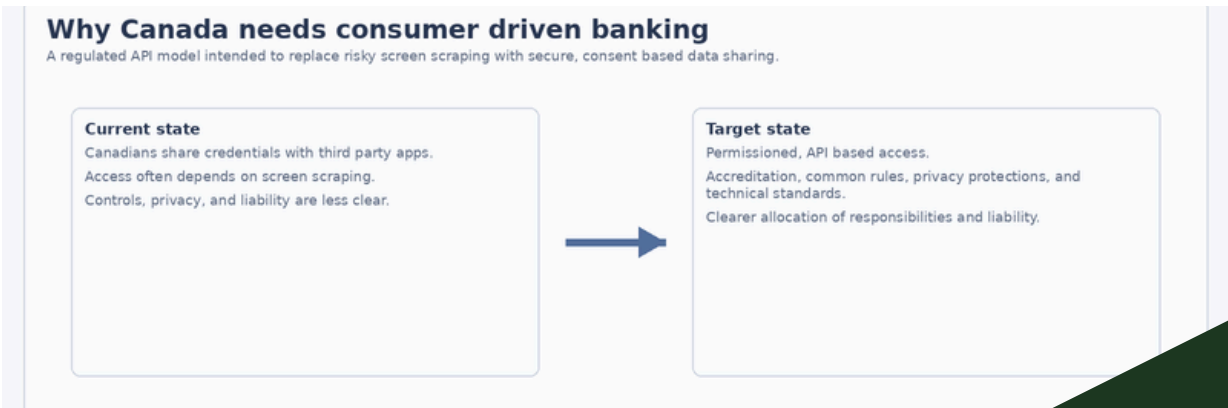 Why Canada needs consumer driven banking
A regulated API model intended to replace risky screen scraping with secure, consent based data sharing.
Current state
Canadians share credentials with third party apps.
Access often depends on screen scraping.
Controls, privacy, and liability are less clear.
Target state
Permissioned, API based access.
Accreditation, common rules, privacy protections, and
technical standards.
Clearer allocation of responsibilities and liability.